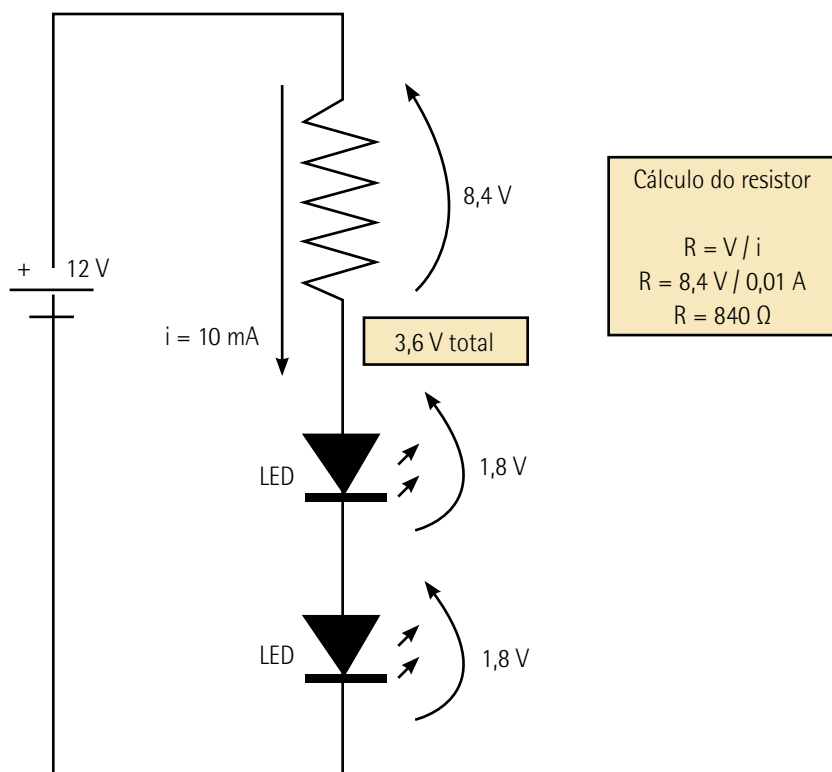 + 12 V
i = 10 mA
8,4 V
3,6 V total
LED
1,8 V
LED
1,8 V
Cálculo do resistor
R = V / i
R = 8,4 V / 0,01 A
R = 840 Ω